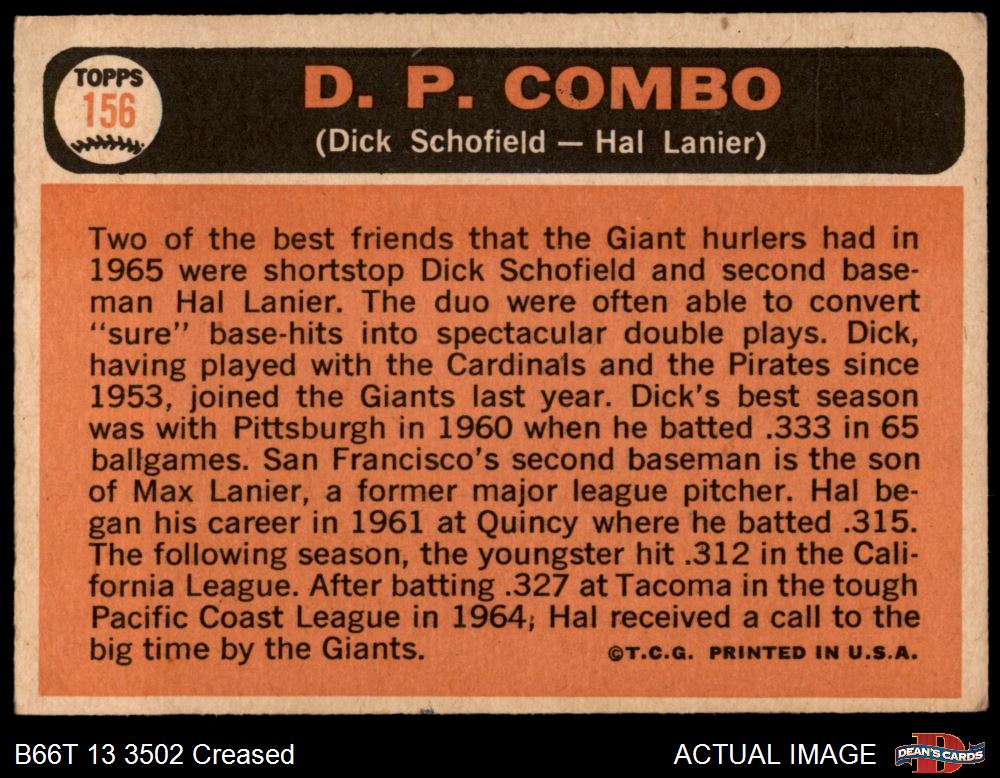 TOPPS
156
D. P. COMBO
(Dick Schofield — Hal Lanier)
Two of the best friends that the Giant hurlers had in
1965 were shortstop Dick Schofield and second base-
man Hal Lanier. The duo were often able to convert
“sure” base-hits into spectacular double plays. Dick,
having played with the Cardinals and the Pirates since
1953, joined the Giants last year. Dick’s best season
was with Pittsburgh in 1960 when he batted .333 in 65
ballgames. San Francisco’s second baseman is the son
of Max Lanier, a former major league pitcher. Hal be-
gan his career in 1961 at Quincy where he batted .315.
The following season, the youngster hit .312 in the Cali-
fornia League. After batting .327 at Tacoma in the tough
Pacific Coast League in 1964; Hal received a call to the
big time by the Giants.
©T.C.G. PRINTED IN U.S.A.
B66T 13 3502 Creased
ACTUAL IMAGE
DEAN'S CARDS